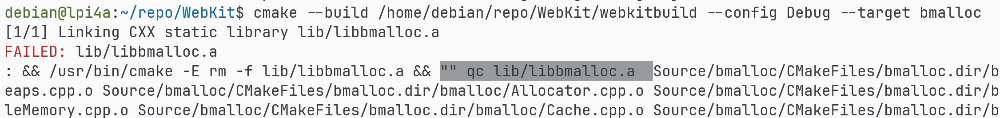 debian@lpi4a:~/repo/WebKit$ cmake --build /home/debian/repo/WebKit/webkitbuild --config Debug --target bmalloc
[1/1] Linking CXX static library lib/libbmalloc.a
FAILED: lib/libbmalloc.a
: && /usr/bin/cmake -E rm -f lib/libbmalloc.a && "" qc lib/libbmalloc.a  Source/bmalloc/CMakeFiles/bmalloc.dir/b
eaps.cpp.o Source/bmalloc/CMakeFiles/bmalloc.dir/bmalloc/Allocator.cpp.o Source/bmalloc/CMakeFiles/bmalloc.dir/b
leMemory.cpp.o Source/bmalloc/CMakeFiles/bmalloc.dir/bmalloc/Cache.cpp.o Source/bmalloc/CMakeFiles/bmalloc.dir/b